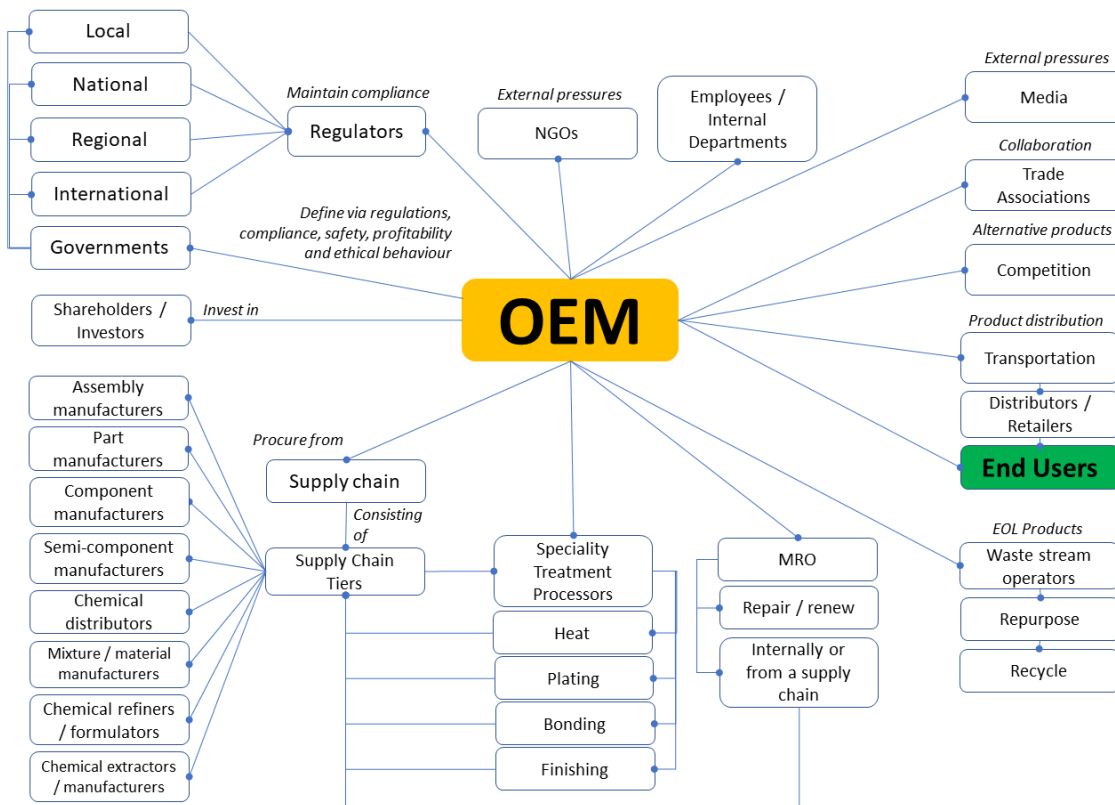 Local
National
Regional
International
Governments
Maintain compliance
Regulators
External pressures
NGOs
Employees /
Internal
Departments
External pressures
Media
Collaboration
Trade
Associations
Alternative products
Competition
Product distribution
Transportation
Distributors /
Retailers
End Users
Define via regulations,
compliance, safety, profitability
and ethical behaviour
OEM
Shareholders /
Investors
Invest in
Assembly
manufacturers
Part
manufacturers
Component
manufacturers
Semi-component
manufacturers
Chemical
distributors
Mixture / material
manufacturers
Chemical refiners
/ formulators
Chemical extractors
/ manufacturers
Procure from
Supply chain
Consisting
of
Supply Chain
Tiers
Speciality
Treatment
Processors
Heat
Plating
Bonding
Finishing
MRO
Repair / renew
Internally or
from a supply
chain
EOL Products
Waste stream
operators
Repurpose
Recycle